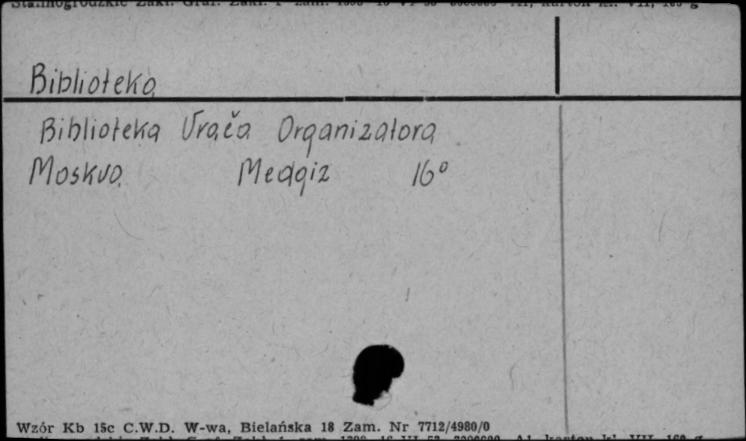 Biblioteka
Biblioteka Vrača Organizatora
Moskva Medgiz 16°
Wzór Kb 15c C.W.D. W-wa, Bielańska 18 Zam. Nr 7712/4980/0